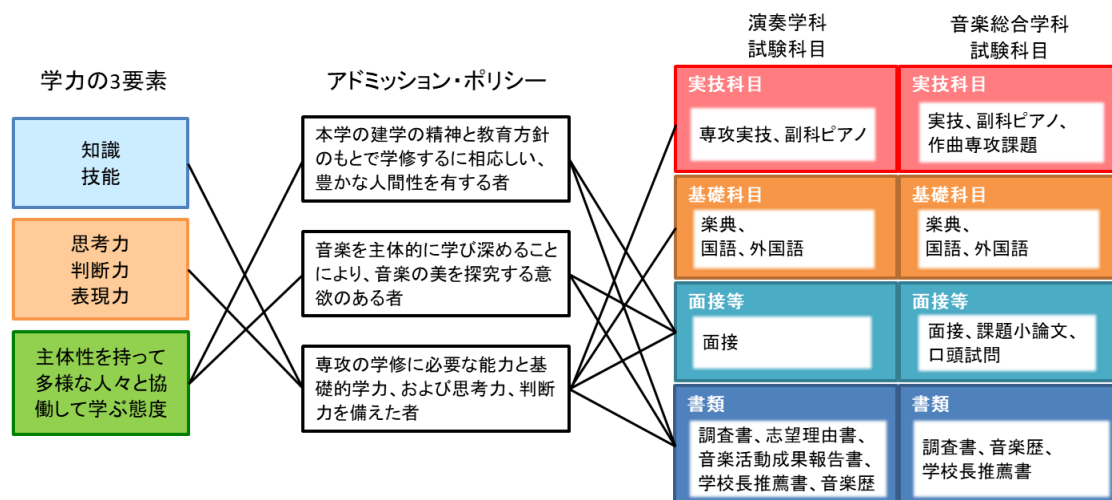 学力の3要素
知識
技能
思考力
判断力
表現力
主体性を持って
多様な人々と協
働して学ぶ態度
アドミッション・ポリシー
本学の建学の精神と教育方針
のもとで学修するに相応しい、
豊かな人間性を有する者
音楽を主体的に学び深めること
により、音楽の美を探究する意
欲のある者
専攻の学修に必要な能力と基
礎的学力、および思考力、判断
力を備えた者
演奏学科
試験科目
実技科目
専攻実技、副科ピアノ
基礎科目
楽典、
国語、外国語
面接等
面接
書類
調査書、志望理由書、
音楽活動成果報告書、
学校長推薦書、音楽歴
音楽総合学科
試験科目
実技科目
実技、副科ピアノ、
作曲専攻課題
基礎科目
楽典、
国語、外国語
面接等
面接、課題小論文、
口頭試問
書類
調査書、音楽歴、
学校長推薦書